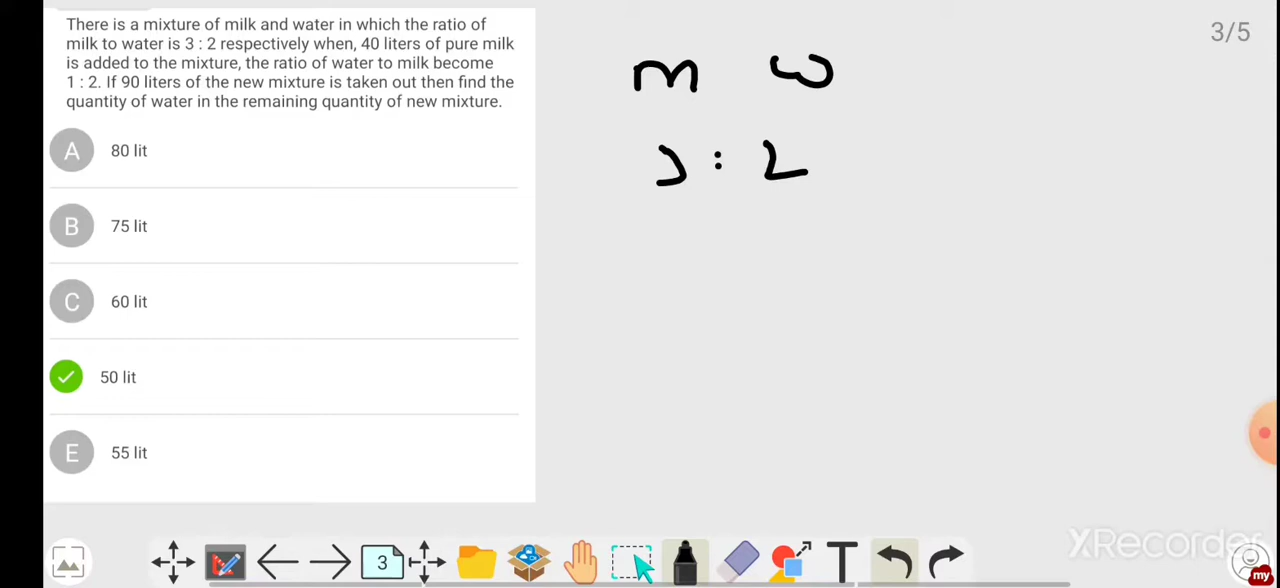 There is a mixture of milk and water in which the ratio of
milk to water is 3 : 2 respectively when, 40 liters of pure milk
is added to the mixture, the ratio of water to milk become
1 : 2. If 90 liters of the new mixture is taken out then find the
quantity of water in the remaining quantity of new mixture.
A 80 lit
B 75 lit
C 60 lit
50 lit
E 55 lit
3/5
m w
3 : 2
3
T
XRecorder
my